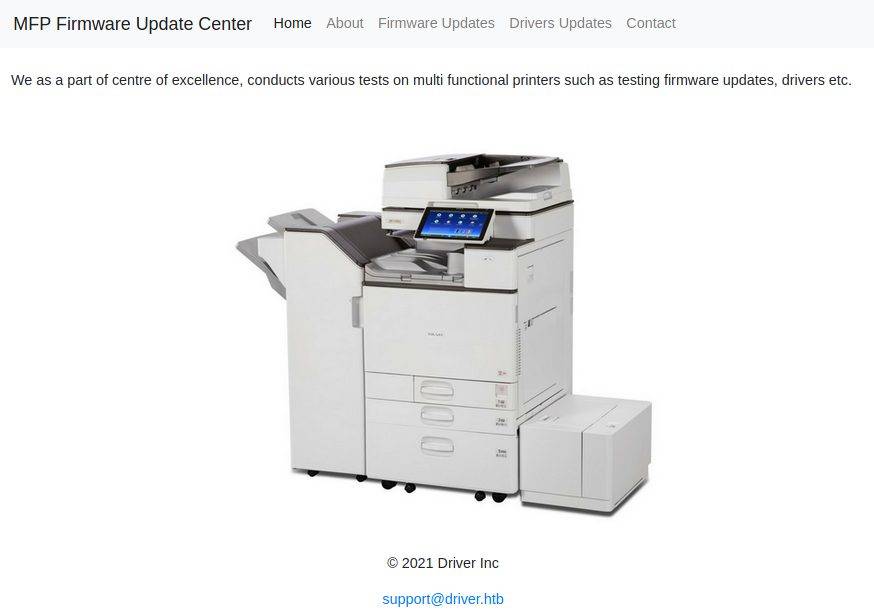 MFP Firmware Update Center Home About Firmware Updates Drivers Updates Contact
We as a part of centre of excellence, conducts various tests on multi functional printers such as testing firmware updates, drivers etc.
© 2021 Driver Inc
support@driver.htb